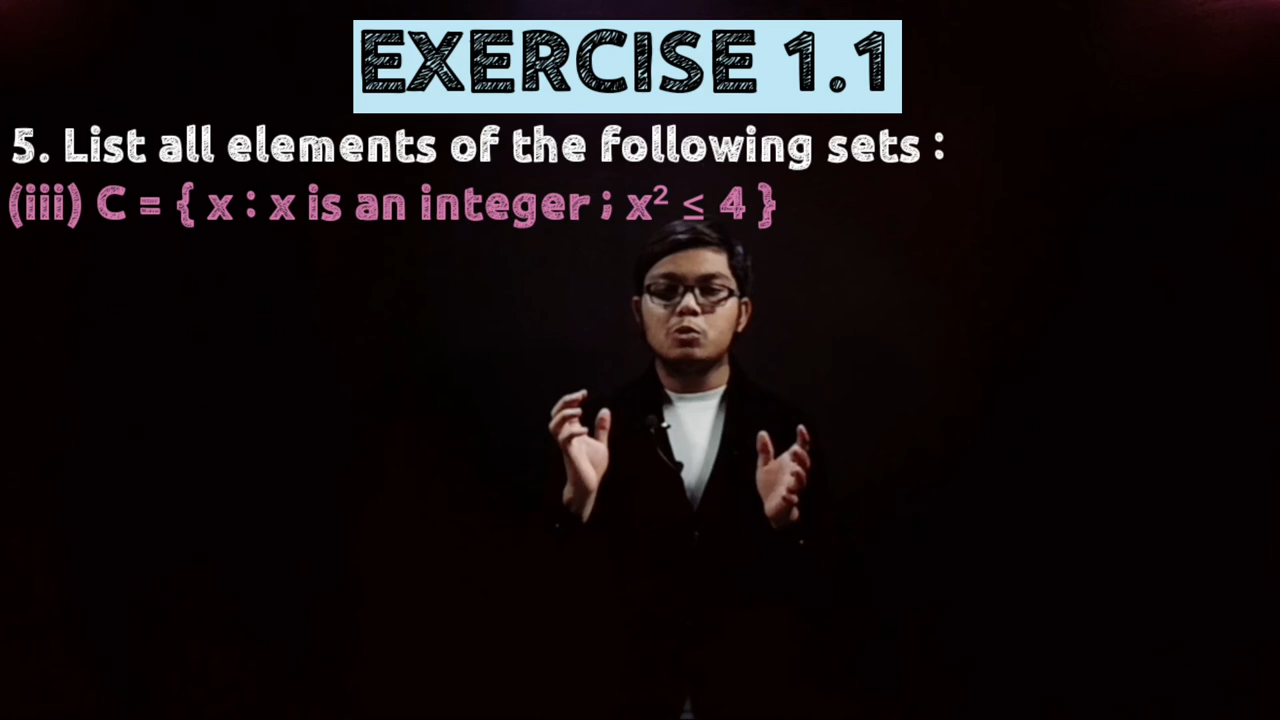 EXERCISE 1.1
5. List all elements of the following sets :
(iii) C = { x : x is an integer ; x² ≤ 4 }